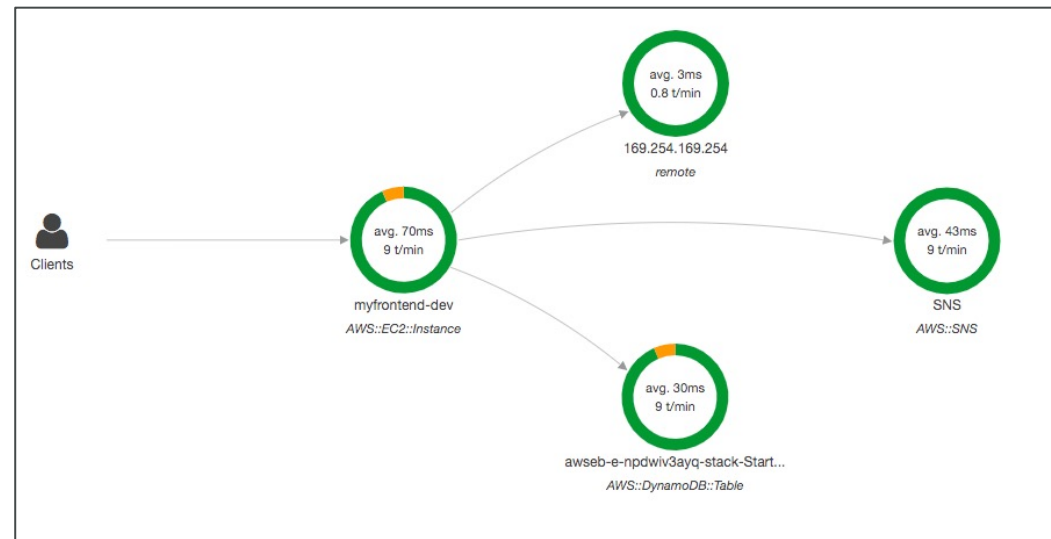 avg. 3ms
0.8 t/min
169.254.169.254
remote
Clients
avg. 70ms
9 t/min
myfrontend-dev
AWS::EC2::Instance
avg. 43ms
9 t/min
SNS
AWS::SNS
avg. 30ms
9 t/min
awseb-e-npdwiv3ayq-stack-Start...
AWS::DynamoDB::Table